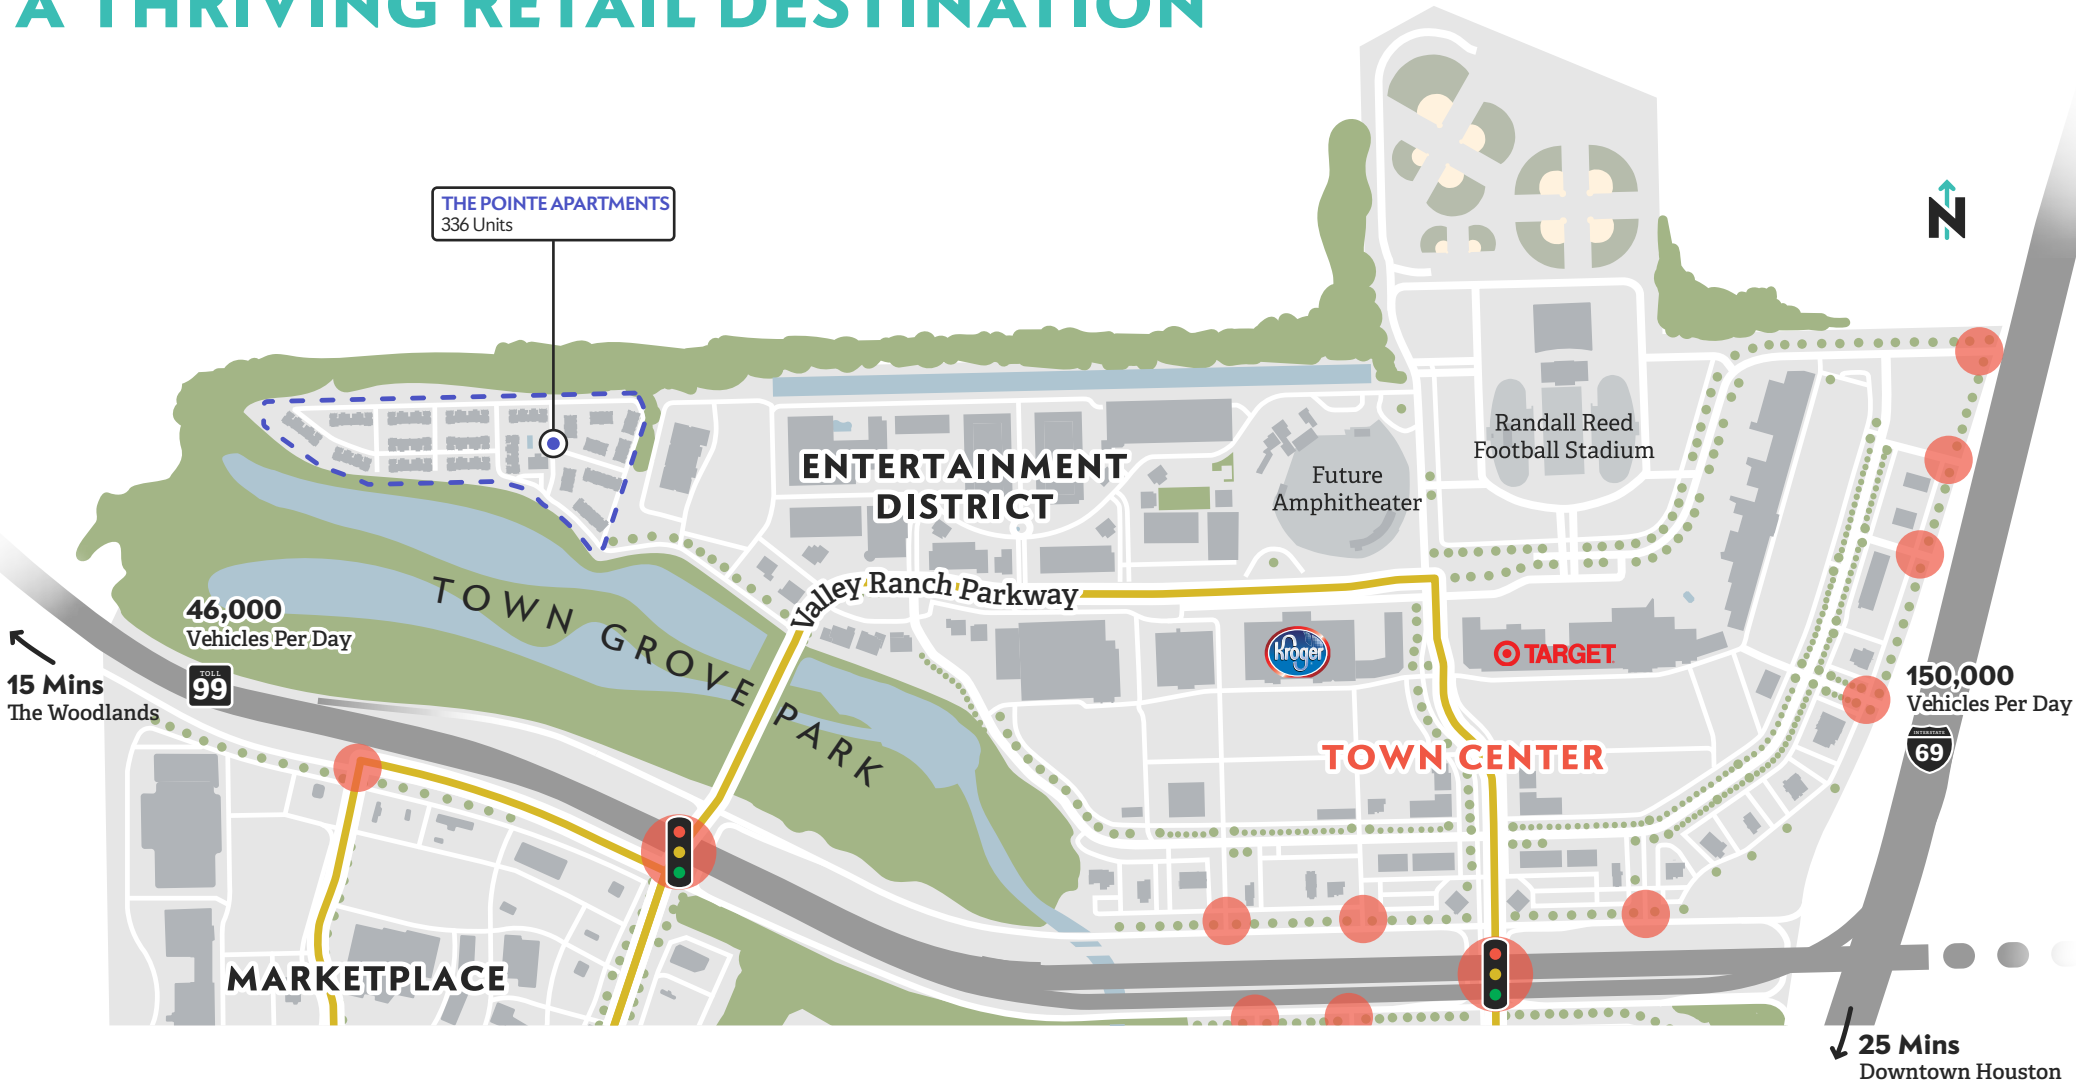 A THRIVING RETAIL DESTINATION
THE POINTE APARTMENTS
336 Units
N
Randall Reed
Football Stadium
ENTERTAINMENT
DISTRICT
Future
Amphitheater
Valley Ranch Parkway
TOWN GROVE PARK
46,000
Vehicles Per Day
TOLL
99
15 Mins
The Woodlands
Kroger
TARGET
150,000
Vehicles Per Day
INTERSTATE
69
TOWN CENTER
MARKETPLACE
25 Mins
Downtown Houston